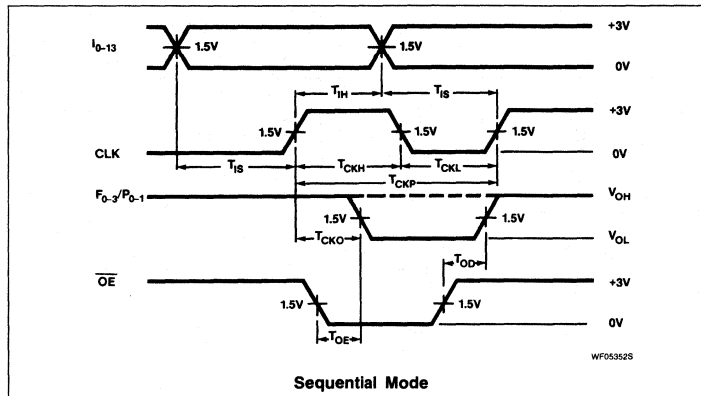 I0–13
1.5V
1.5V
+3V
0V
TIH
TIS
CLK
1.5V
1.5V
1.5V
+3V
0V
TIS
TCKH
TCKL
TCKP
F0–3/P0–1
VOH
1.5V
1.5V
TCKO
VOL
TOD
OE
+3V
1.5V
1.5V
0V
TOE
WF05352S
Sequential Mode